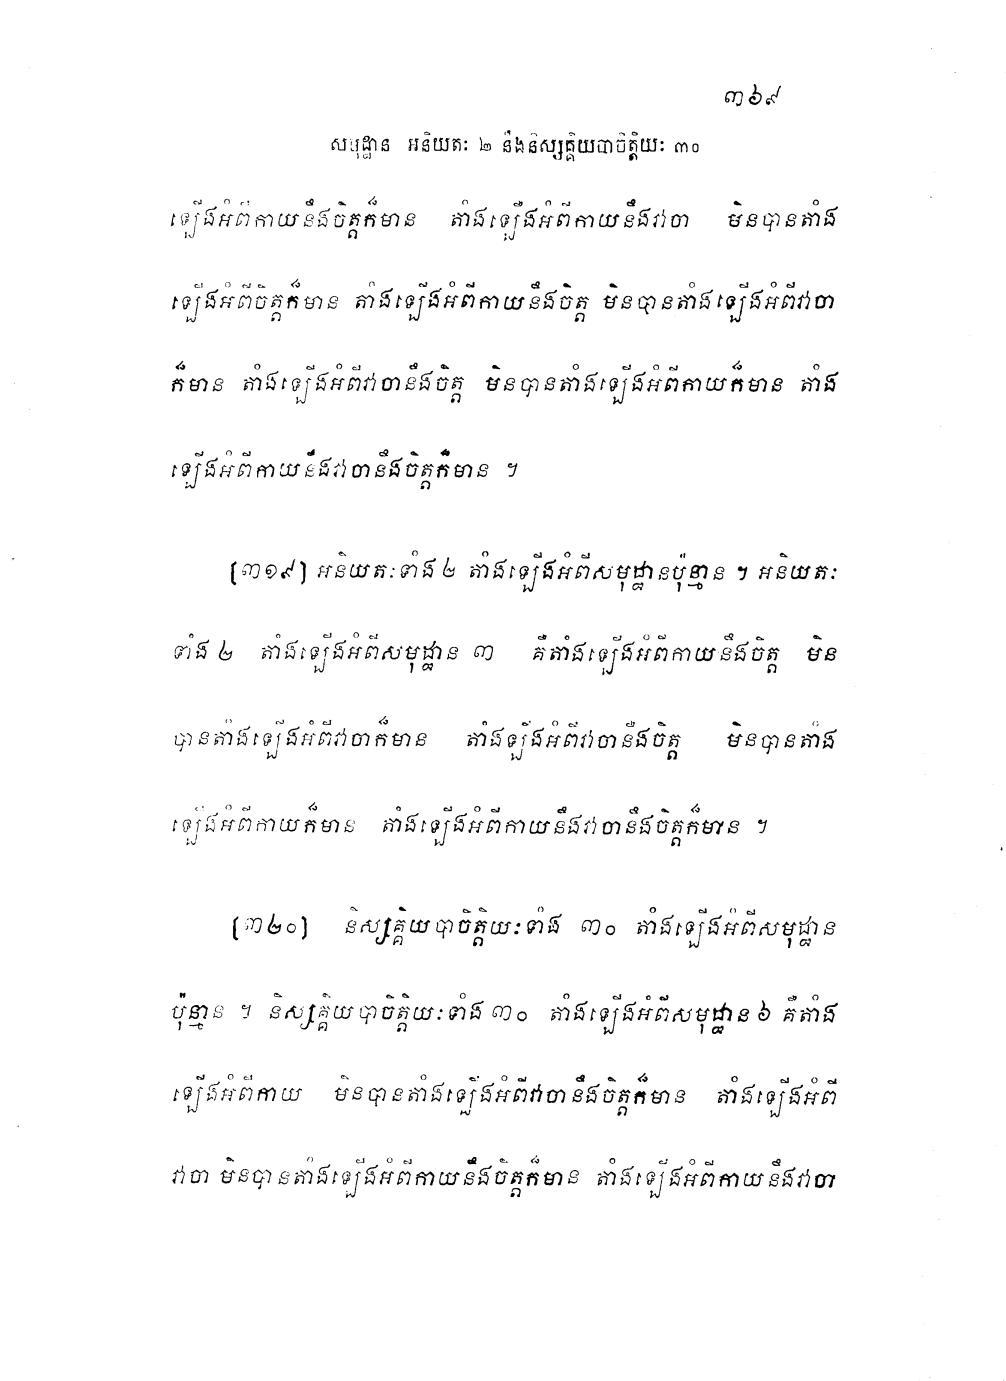 ៣៦៩
សមុដ្ឋាន អនិយតៈ ២ និងនិស្សគ្គិយបាចិត្តិយៈ ៣០
ឡើងអំពីកាយនឹងចិត្តក៏មាន តាំងឡើងអំពីកាយនឹងវាចា មិនបានតាំង
ឡើងអំពីចិត្តក៏មាន តាំងឡើងអំពីកាយនឹងចិត្ត មិនបានតាំងឡើងអំពីវាចា
ក៏មាន តាំងឡើងអំពីវាចានឹងចិត្ត មិនបានតាំងឡើងអំពីកាយក៏មាន តាំង
ឡើងអំពីកាយនឹងវាចានឹងចិត្តក៏មាន ។
[៣១៩] អនិយតៈទាំង ២ តាំងឡើងអំពីសមុដ្ឋានប៉ុន្មាន ។ អនិយតៈ
ទាំង ២ តាំងឡើងអំពីសមុដ្ឋាន ៣ គឺតាំងឡើងអំពីកាយនឹងចិត្ត មិន
បានតាំងឡើងអំពីវាចាក៏មាន តាំងឡើងអំពីវាចានឹងចិត្ត មិនបានតាំង
ឡើងអំពីកាយក៏មាន តាំងឡើងអំពីកាយនឹងវាចានឹងចិត្តក៏មាន ។
[៣២០] និស្សគ្គិយបាចិត្តិយៈទាំង ៣០ តាំងឡើងអំពីសមុដ្ឋាន
ប៉ុន្មាន ។ និស្សគ្គិយបាចិត្តិយៈទាំង ៣០ តាំងឡើងអំពីសមុដ្ឋាន ៦ គឺតាំង
ឡើងអំពីកាយ មិនបានតាំងឡើងអំពីវាចានឹងចិត្តក៏មាន តាំងឡើងអំពី
វាចា មិនបានតាំងឡើងអំពីកាយនឹងចិត្តក៏មាន តាំងឡើងអំពីកាយនឹងវាចា